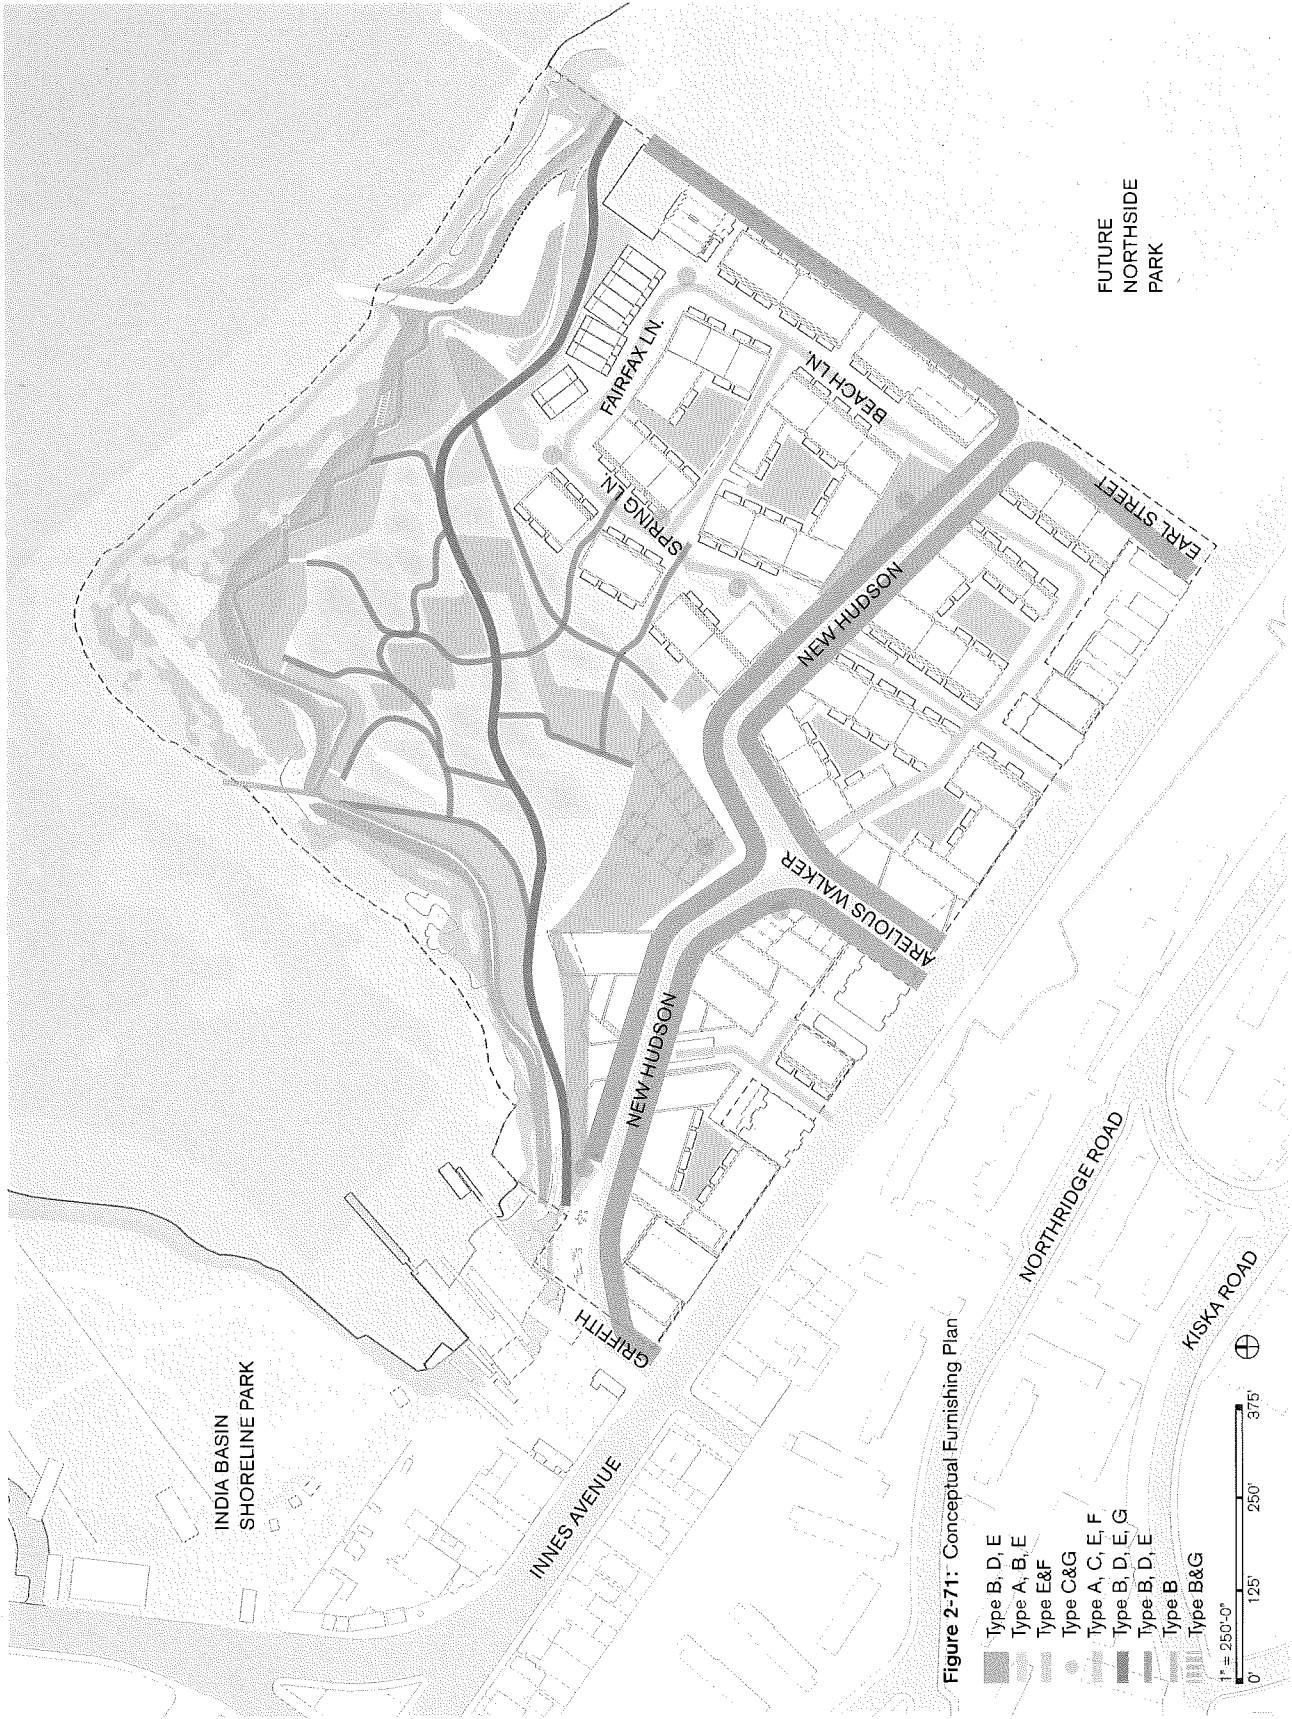 FUTURE
NORTHSIDE
PARK
FAIRFAX LN.
BEACH LN.
SPRING LN.
NEW HUDSON
EARL STREET
ARELIOUS WALKER
NEW HUDSON
GRIFFITH
INDIA BASIN
SHORELINE PARK
INNES AVENUE
NORTHRIDGE ROAD
KISKA ROAD
Figure 2-71: Conceptual Furnishing Plan
Type B, D, E
Type A, B, E
Type E&F
Type C&G
Type A, C, E, F
Type B, D, E, G
Type B, D, E
Type B
Type B&G
1" = 250'-0"
0' 125' 250' 375'